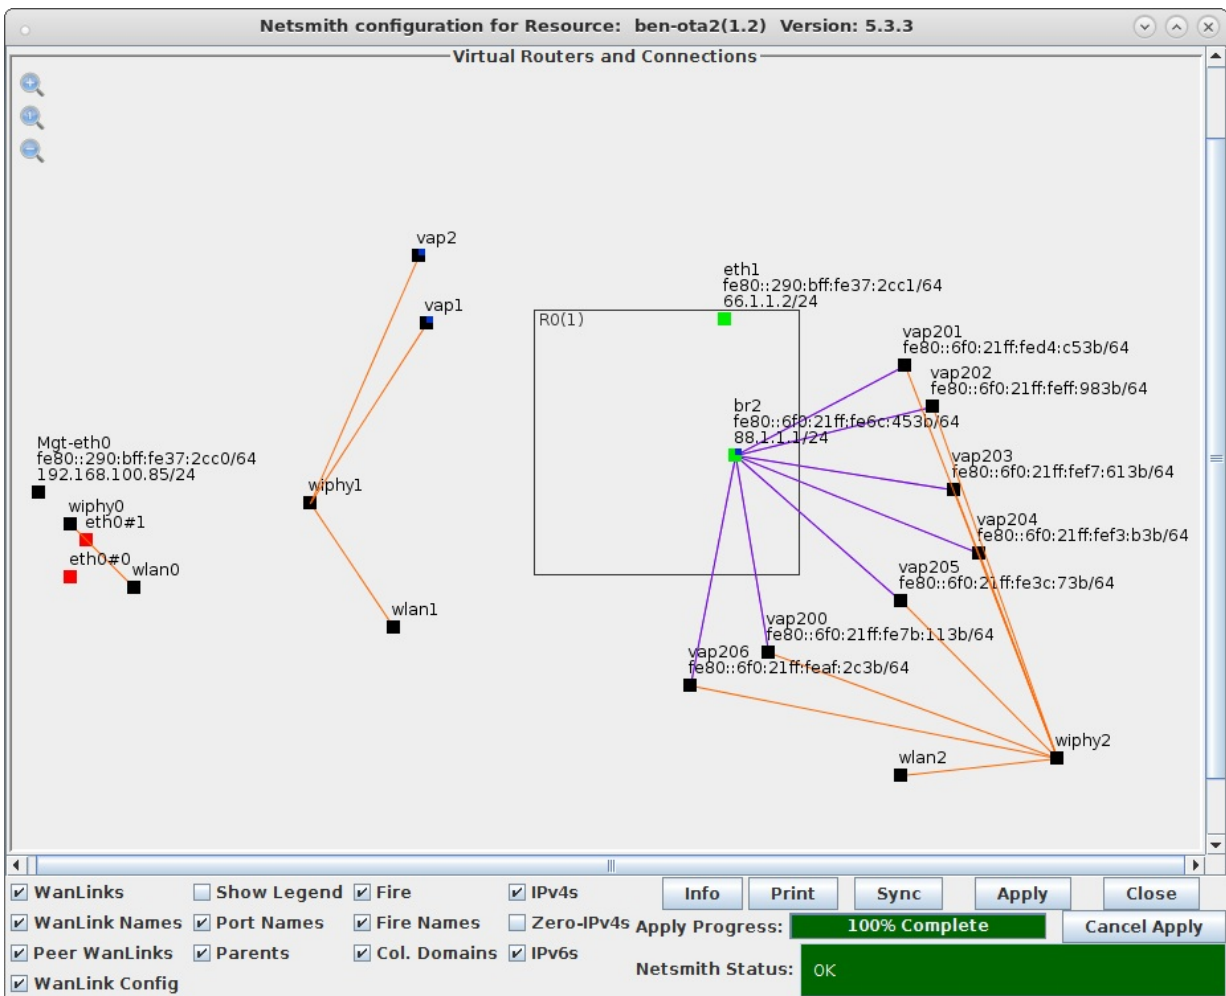 Netsmith configuration for Resource:  ben-ota2(1.2)  Version: 5.3.3
Virtual Routers and Connections
vap2
vap1
eth1
fe80::290:bff:fe37:2cc1/64
66.1.1.2/24
R0(1)
vap201
fe80::6f0:21ff:fed4:c53b/64
vap202
fe80::6f0:21ff:feff:983b/64
br2
fe80::6f0:21ff:fe6c:453b/64
88.1.1.1/24
Mgt-eth0
fe80::290:bff:fe37:2cc0/64
192.168.100.85/24
vap203
fe80::6f0:21ff:fef7:613b/64
wiphy1
wiphy0
eth0#1
vap204
fe80::6f0:21ff:fef3:b3b/64
eth0#0
wlan0
vap205
fe80::6f0:21ff:fe3c:73b/64
wlan1
vap200
fe80::6f0:21ff:fe7b:113b/64
vap206
fe80::6f0:21ff:feaf:2c3b/64
wiphy2
wlan2
WanLinks Show Legend Fire IPv4s Info Print Sync Apply Close
WanLink Names Port Names Fire Names Zero-IPv4s Apply Progress: 100% Complete Cancel Apply
Peer WanLinks Parents Col. Domains IPv6s
Netsmith Status: OK
WanLink Config